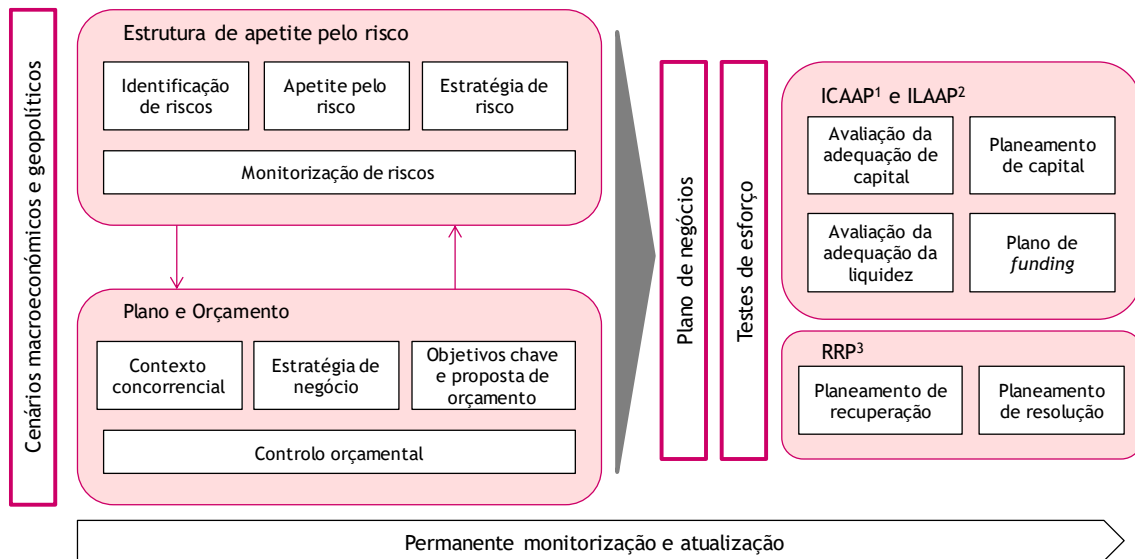 Cenários macroeconómicos e geopolíticos
Estrutura de apetite pelo risco
Identificação
de riscos
Apetite pelo
risco
Estratégia de
risco
Monitorização de riscos
Plano e Orçamento
Contexto
concorrencial
Estratégia de
negócio
Objetivos chave
e proposta de
orçamento
Controlo orçamental
Plano de negócios
Testes de esforço
ICAAP¹ e ILAAP²
Avaliação da
adequação de
capital
Planeamento
de capital
Avaliação da
adequação da
liquidez
Plano de
funding
RRP³
Planeamento de
recuperação
Planeamento
de resolução
Permanente monitorização e atualização